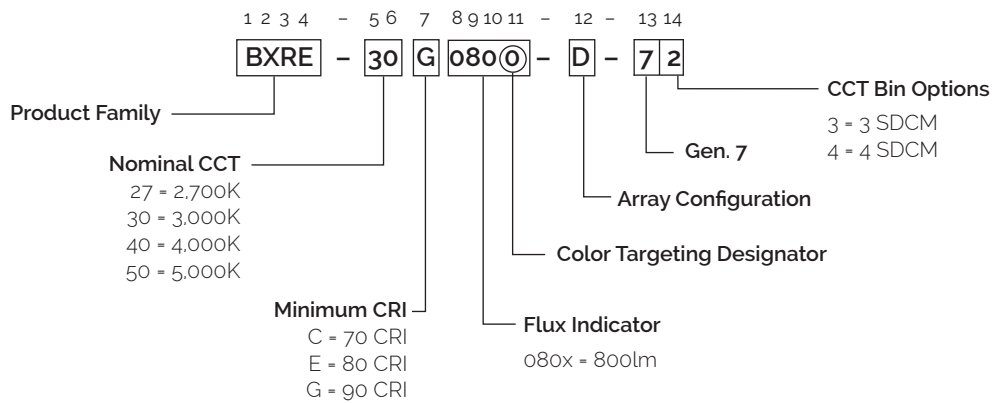 1 2 3 4 – 5 6 7 8 9 10 11 – 12 – 13 14
BXRE – 30 G 0800 – D – 7 2
Product Family
Nominal CCT
27 = 2,700K
30 = 3,000K
40 = 4,000K
50 = 5,000K
Minimum CRI
C = 70 CRI
E = 80 CRI
G = 90 CRI
Flux Indicator
080x = 800lm
Color Targeting Designator
Array Configuration
Gen. 7
CCT Bin Options
3 = 3 SDCM
4 = 4 SDCM